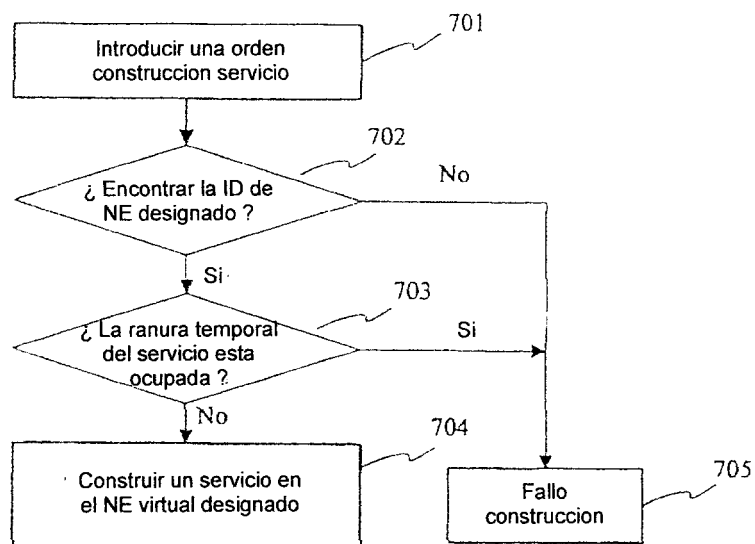 Introducir una orden
construccion servicio
701
702
¿ Encontrar la ID de
NE designado ?
No
Si
703
¿ La ranura temporal
del servicio esta
ocupada ?
Si
No
704
Construir un servicio en
el NE virtual designado
705
Fallo
construccion